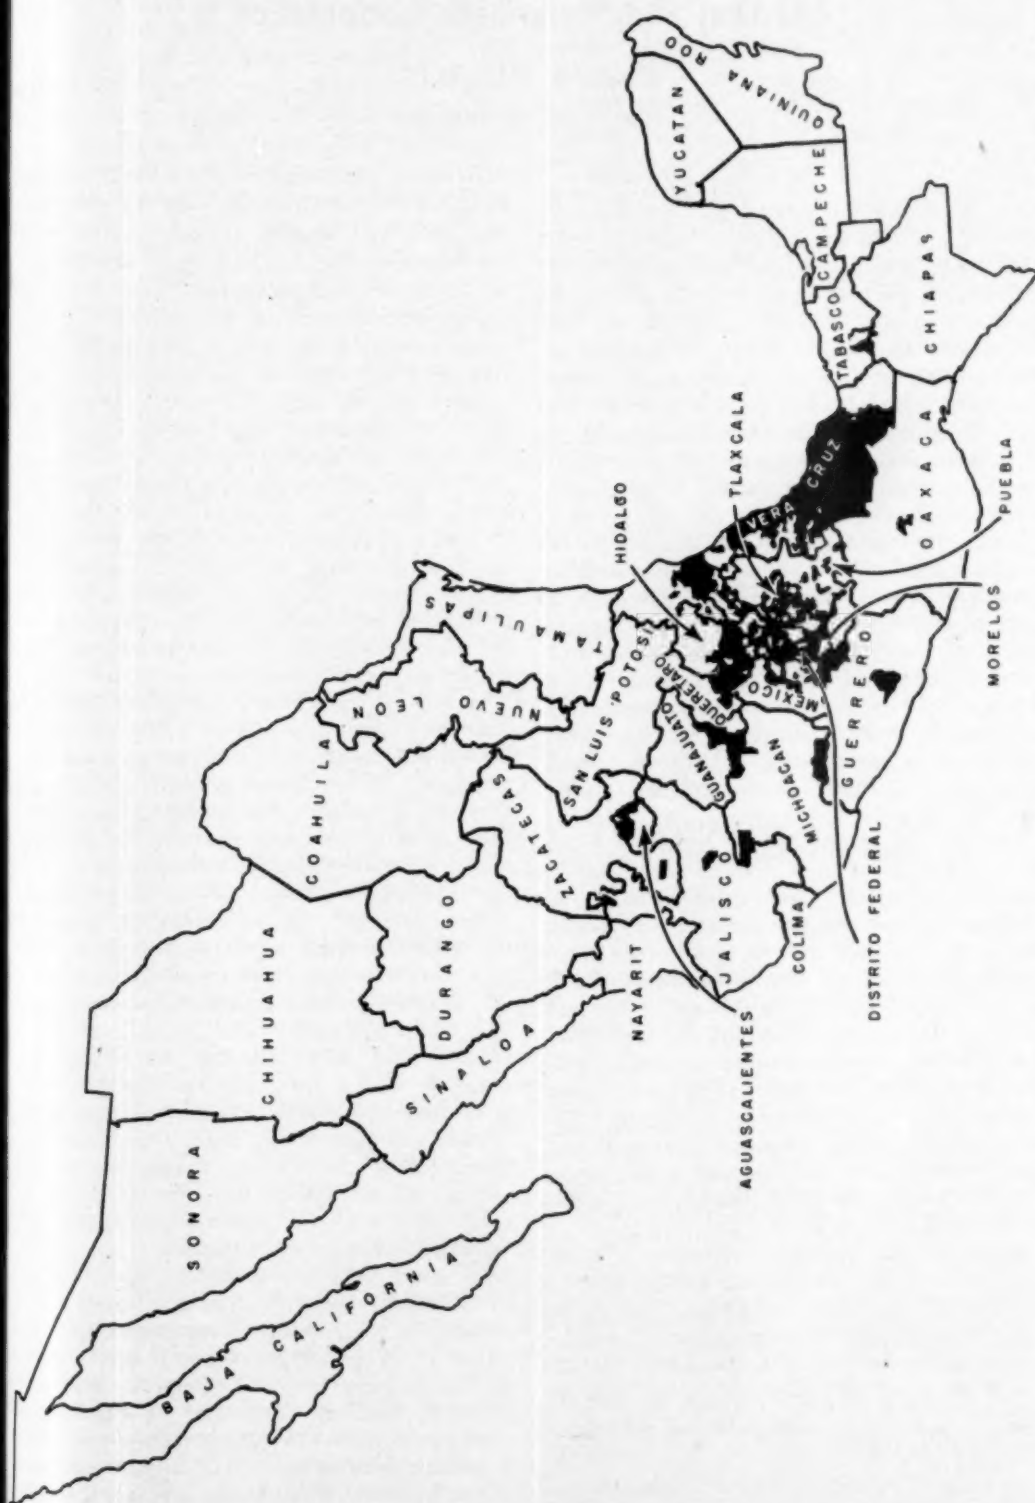 BAJA CALIFORNIA
SONORA
CHIHUAHUA
COAHUILA
NUEVO LEON
TAMAULIPAS
SINALOA
DURANGO
ZACATECAS
SAN LUIS POTOSI
NAYARIT
AGUASCALIENTES
JALISCO
GUANAJUATO
QUERETARO
HIDALGO
COLIMA
MICHOACAN
MEXICO
DISTRITO FEDERAL
TLAXCALA
MORELOS
PUEBLA
VERA CRUZ
GUERRERO
OAXACA
TABASCO
CHIAPAS
CAMPECHE
YUCATAN
QUINIANA ROO